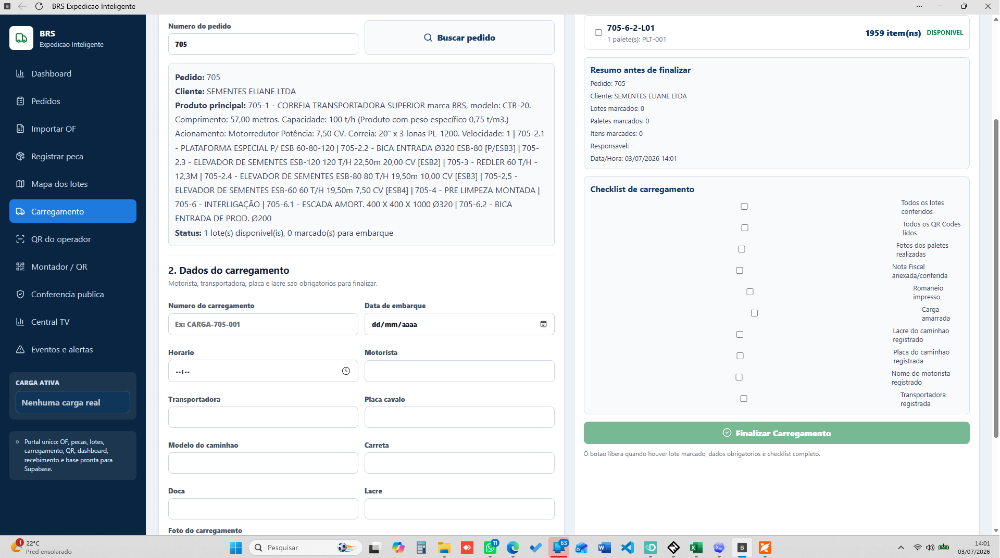 BRS Expedicao Inteligente
BRS
Expedicao Inteligente
Dashboard
Pedidos
Importar OF
Registrar peca
Mapa dos lotes
Carregamento
QR do operador
Montador / QR
Conferencia publica
Central TV
Eventos e alertas
CARGA ATIVA
Nenhuma carga real
Portal unico: OF, pecas, lotes,
carregamento, QR, dashboard,
recebimento e base pronta para
Supabase.
Numero do pedido
705
Buscar pedido
Pedido: 705
Cliente: SEMENTES ELIANE LTDA
Produto principal: 705-1 - CORREIA TRANSPORTADORA SUPERIOR marca BRS, modelo: CTB-20.
Comprimento: 57,00 metros. Capacidade: 100 t/h (Produto com peso específico 0,75 t/m3.)
Acionamento: Motorredutor Potência: 7,50 CV. Correia: 20" x 3 lonas PL-1200. Velocidade: 1 | 705-2.1
- PLATAFORMA ESPECIAL P/ ESB 60-80-120 | 705-2.2 - BICA ENTRADA Ø320 ESB-80 [P/ESB3] | 705-
2.3 - ELEVADOR DE SEMENTES ESB-120 120 T/H 22,50m 20,00 CV [ESB2] | 705-3 - REDLER 60 T/H -
12,3M | 705-2.4 - ELEVADOR DE SEMENTES ESB-80 80 T/H 19,50m 10,00 CV [ESB3] | 705-2,5 -
ELEVADOR DE SEMENTES ESB-60 60 T/H 19,50m 7,50 CV [ESB4] | 705-4 - PRE LIMPEZA MONTADA |
705-6 - INTERLIGAÇÃO | 705-6.1 - ESCADA AMORT. 400 X 400 X 1000 Ø320 | 705-6.2 - BICA
ENTRADA DE PROD. Ø200
Status: 1 lote(s) disponivel(is), 0 marcado(s) para embarque
2. Dados do carregamento
Motorista, transportadora, placa e lacre sao obrigatorios para finalizar.
Numero do carregamento
Ex: CARGA-705-001
Data de embarque
dd/mm/aaaa
Horario
--:--
Motorista
Transportadora
Placa cavalo
Modelo do caminhao
Carreta
Doca
Lacre
Foto do carregamento
705-6-2-L01
1 palete(s): PLT-001
1959 item(ns)
DISPONIVEL
Resumo antes de finalizar
Pedido: 705
Cliente: SEMENTES ELIANE LTDA
Lotes marcados: 0
Paletes marcados: 0
Itens marcados: 0
Responsavel: -
Data/Hora: 03/07/2026 14:01
Checklist de carregamento
Todos os lotes
conferidos
Todos os QR Codes
lidos
Fotos dos paletes
realizadas
Nota Fiscal
anexada/conferida
Romaneio
impresso
Carga
amarrada
Lacre do caminhao
registrado
Placa do caminhao
registrada
Nome do motorista
registrado
Transportadora
registrada
Finalizar Carregamento
O botao libera quando houver lote marcado, dados obrigatorios e checklist completo.
1
22°C
Pred ensolarado
Pesquisar
11
63
B
14:01
03/07/2026